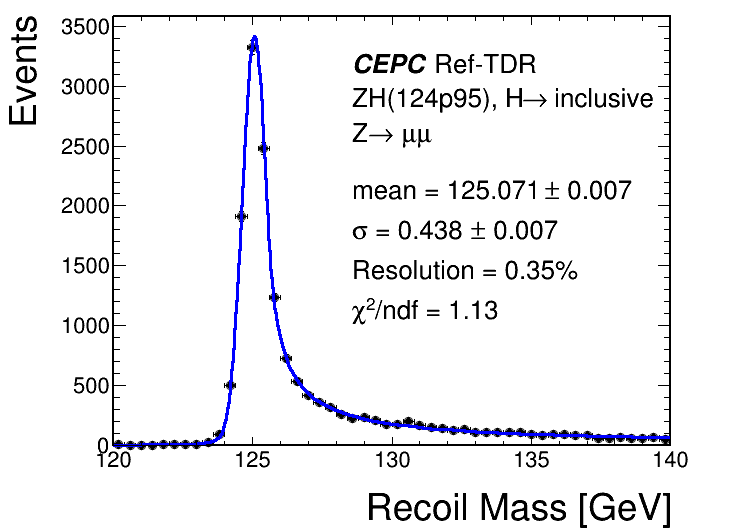 Events
3500
3000
2500
2000
1500
1000
500
0
CEPC Ref-TDR
ZH(124p95), H→ inclusive
Z→ μμ
mean = 125.071 ± 0.007
σ = 0.438 ± 0.007
Resolution = 0.35%
χ²/ndf = 1.13
120 125 130 135 140
Recoil Mass [GeV]